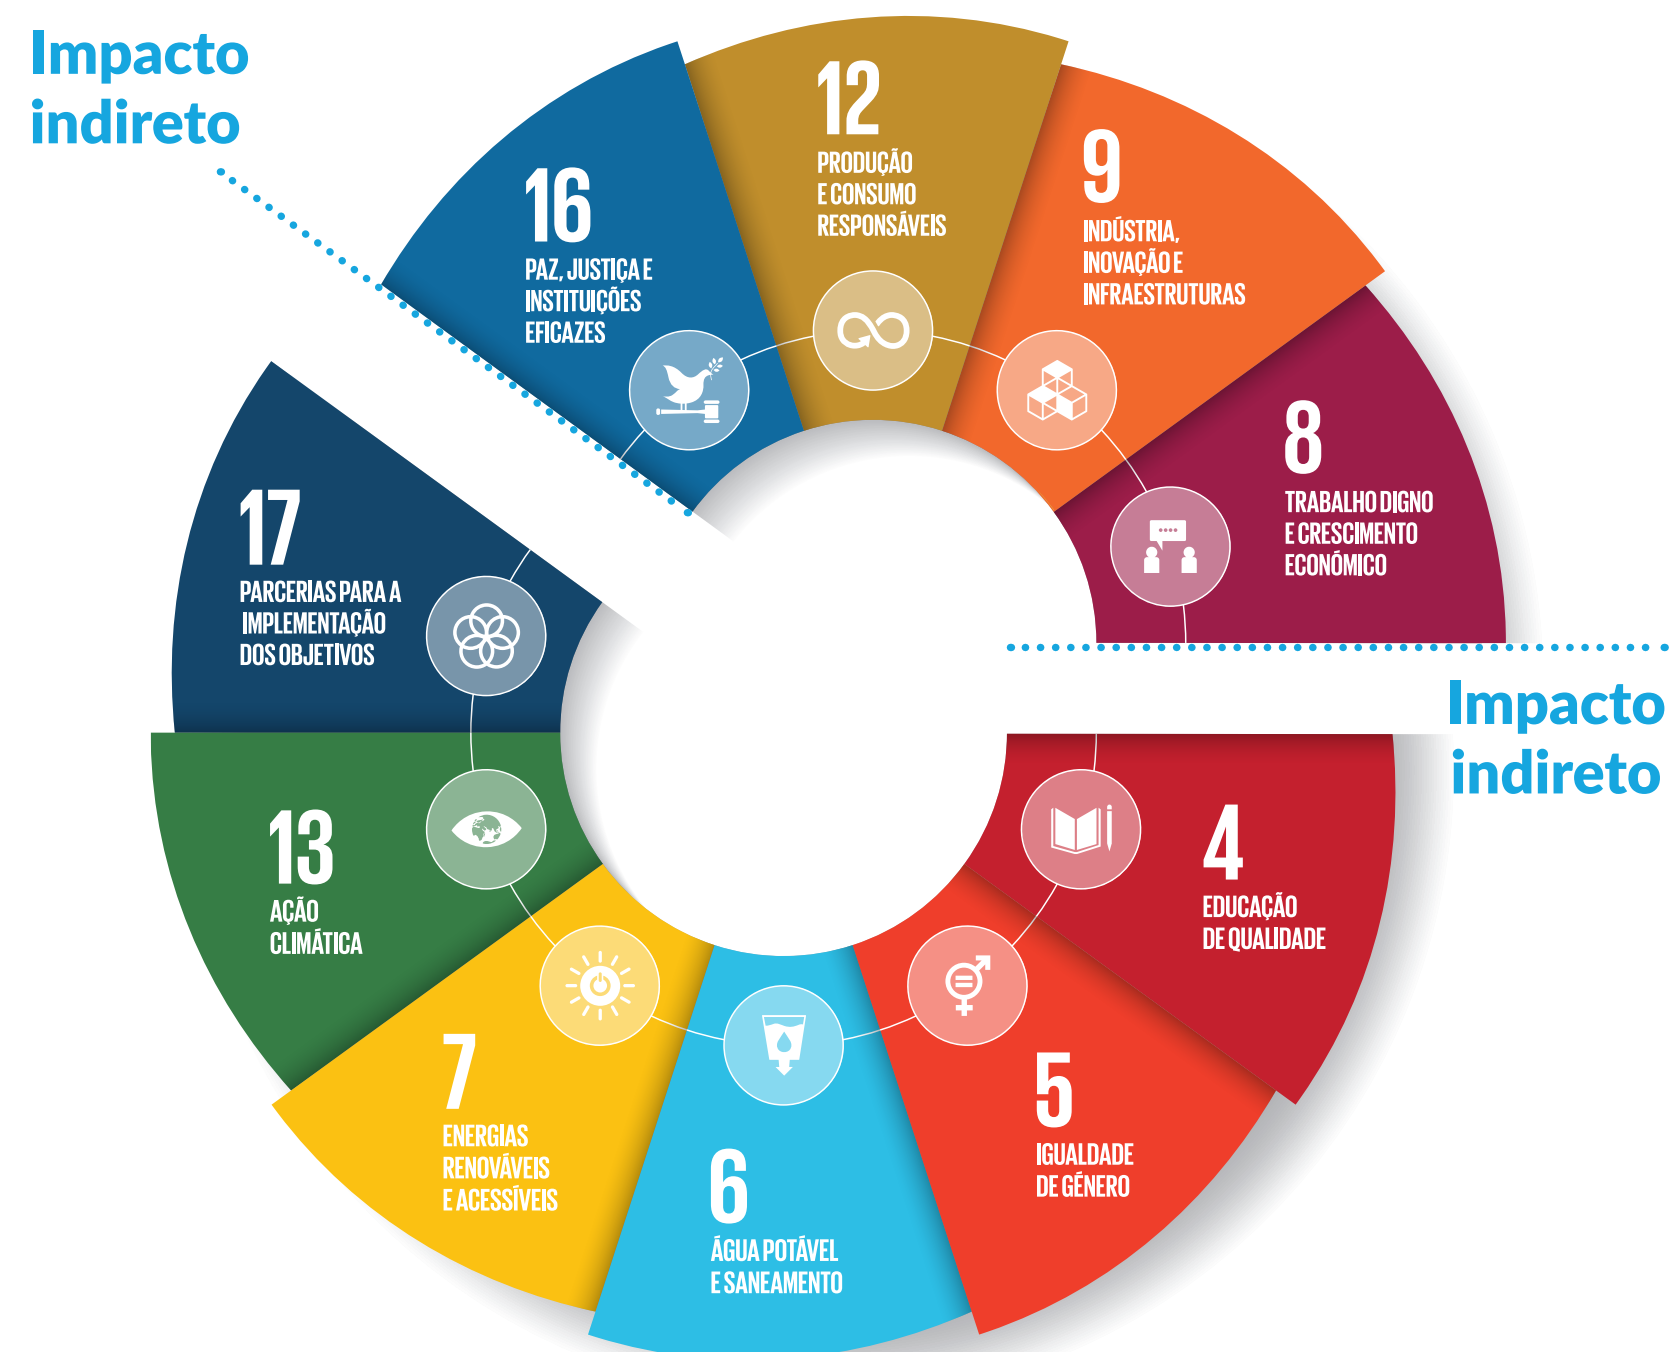 Impacto
indireto
16
PAZ, JUSTIÇA E
INSTITUIÇÕES
EFICAZES
12
PRODUÇÃO
E CONSUMO
RESPONSÁVEIS
9
INDÚSTRIA,
INOVAÇÃO E
INFRAESTRUTURAS
8
TRABALHO DIGNO
E CRESCIMENTO
ECONÓMICO
Impacto
indireto
4
EDUCAÇÃO
DE QUALIDADE
5
IGUALDADE
DE GÉNERO
6
ÁGUA POTÁVEL
E SANEAMENTO
7
ENERGIAS
RENOVÁVEIS
E ACESSÍVEIS
13
AÇÃO
CLIMÁTICA
17
PARCERIAS PARA A
IMPLEMENTAÇÃO
DOS OBJETIVOS